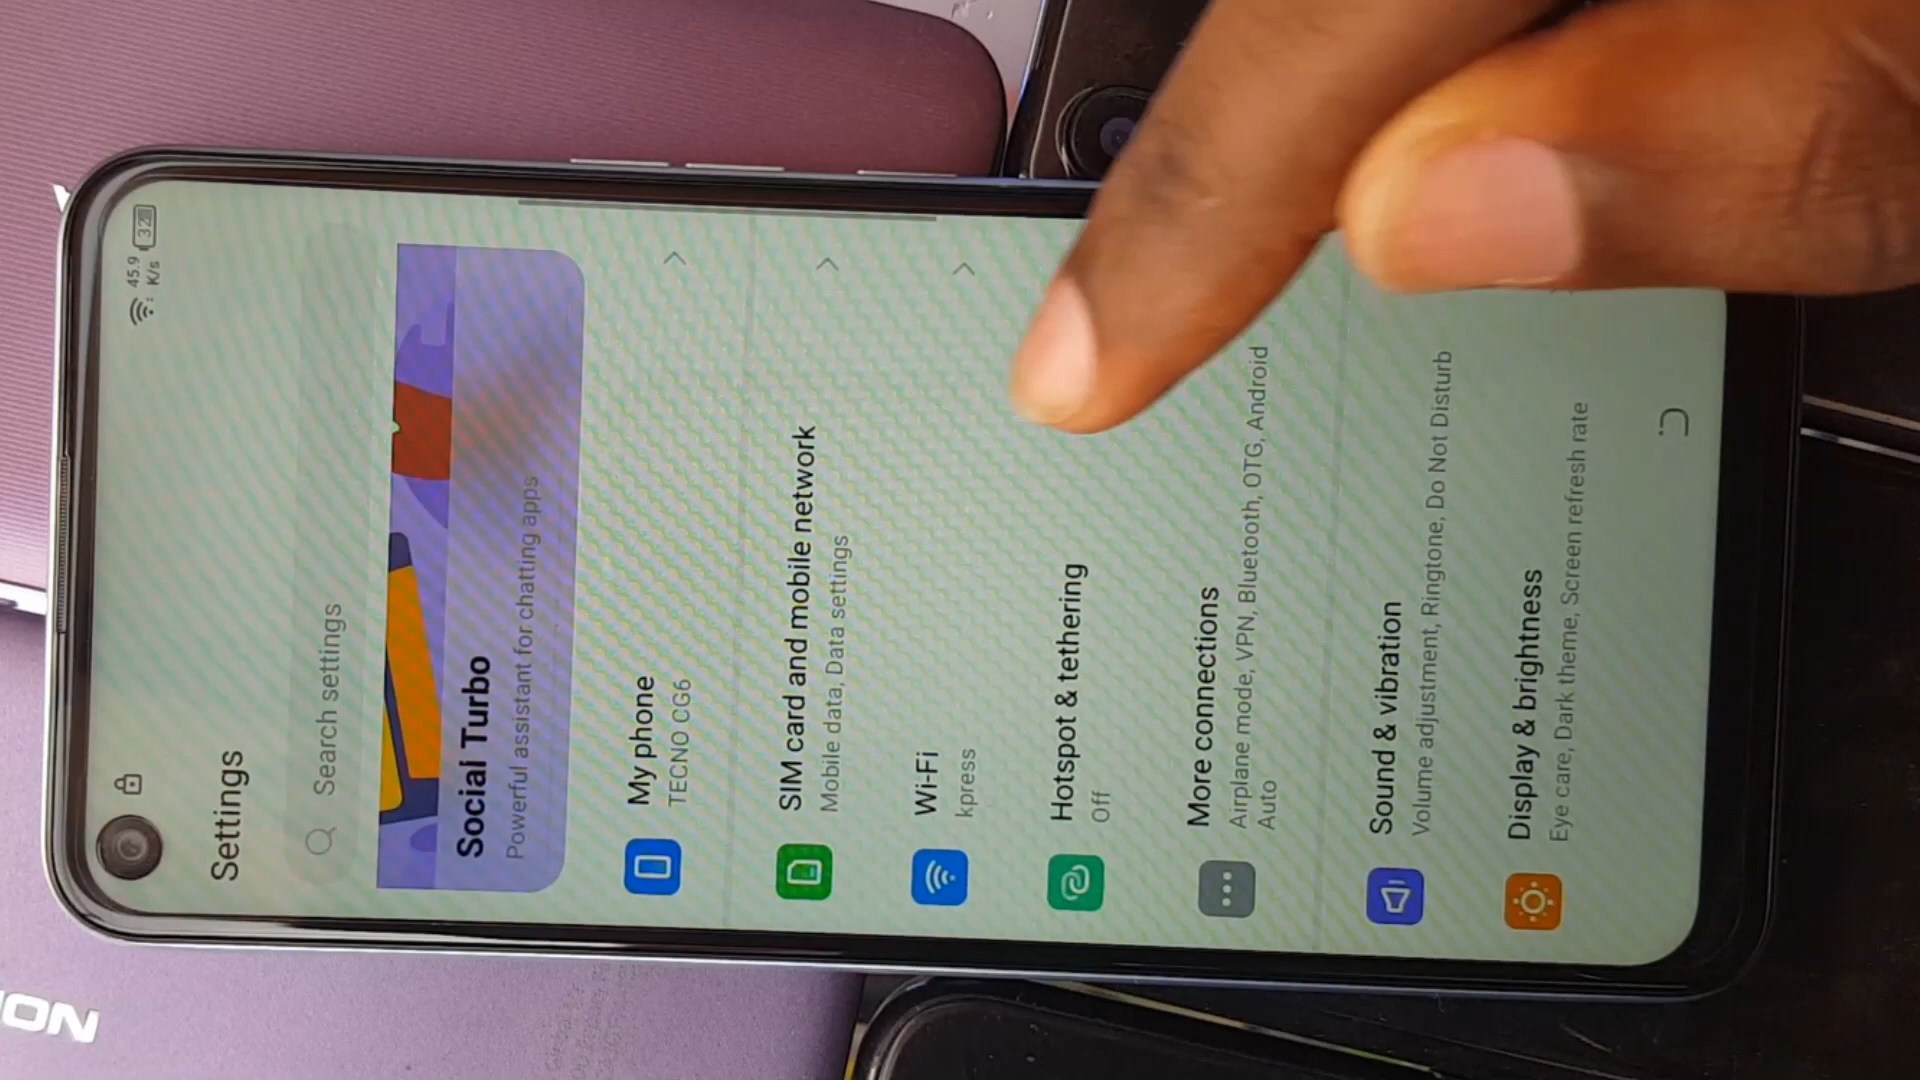 45.9
K/s
32
Settings
Search settings
Social Turbo
Powerful assistant for chatting apps
My phone
TECNO CG6
SIM card and mobile network
Mobile data, Data settings
Wi-Fi
kpress
Hotspot & tethering
Off
More connections
Airplane mode, VPN, Bluetooth, OTG, Android
Auto
Sound & vibration
Volume adjustment, Ringtone, Do Not Disturb
Display & brightness
Eye care, Dark theme, Screen refresh rate